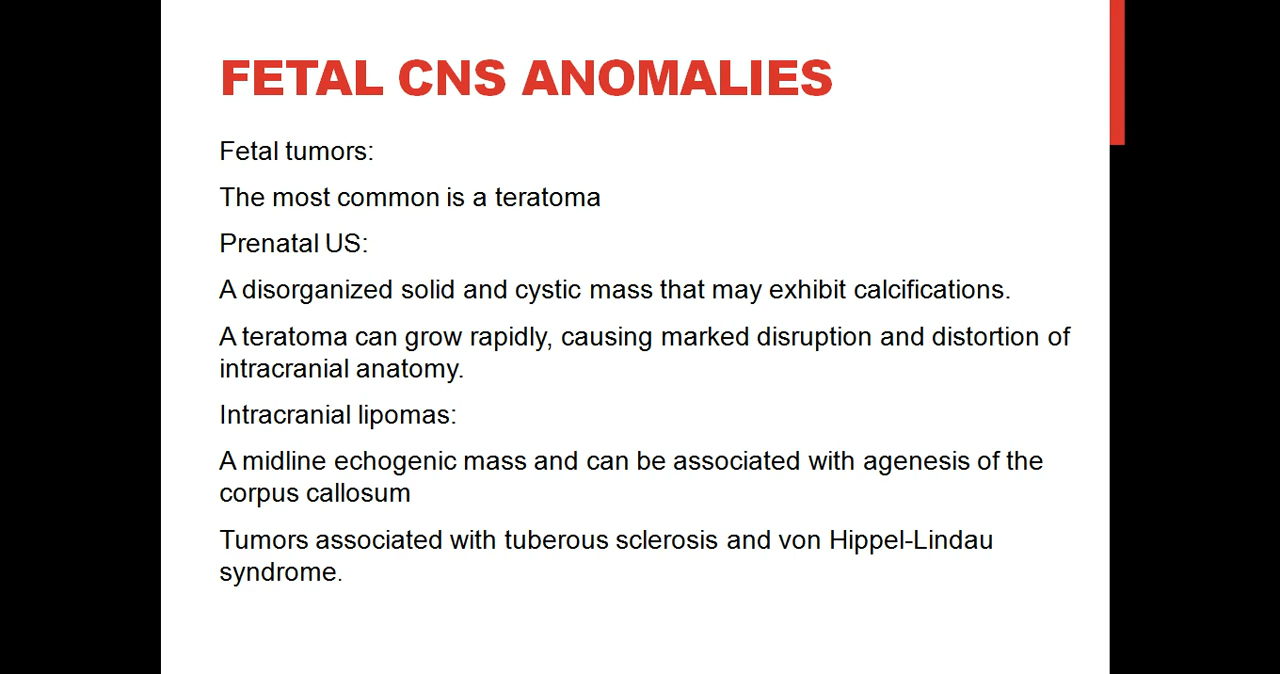 FETAL CNS ANOMALIES
Fetal tumors:
The most common is a teratoma
Prenatal US:
A disorganized solid and cystic mass that may exhibit calcifications.
A teratoma can grow rapidly, causing marked disruption and distortion of
intracranial anatomy.
Intracranial lipomas:
A midline echogenic mass and can be associated with agenesis of the
corpus callosum
Tumors associated with tuberous sclerosis and von Hippel-Lindau
syndrome.